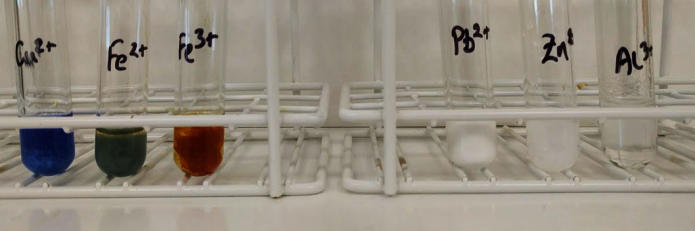 Cu²⁺
Fe²⁺
Fe³⁺
Pb²⁺
Zn²
Al³⁺